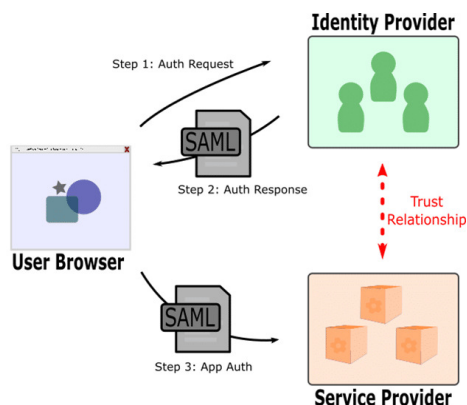 Identity Provider
Step 1: Auth Request
SAML
Step 2: Auth Response
Trust
Relationship
User Browser
SAML
Step 3: App Auth
Service Provider